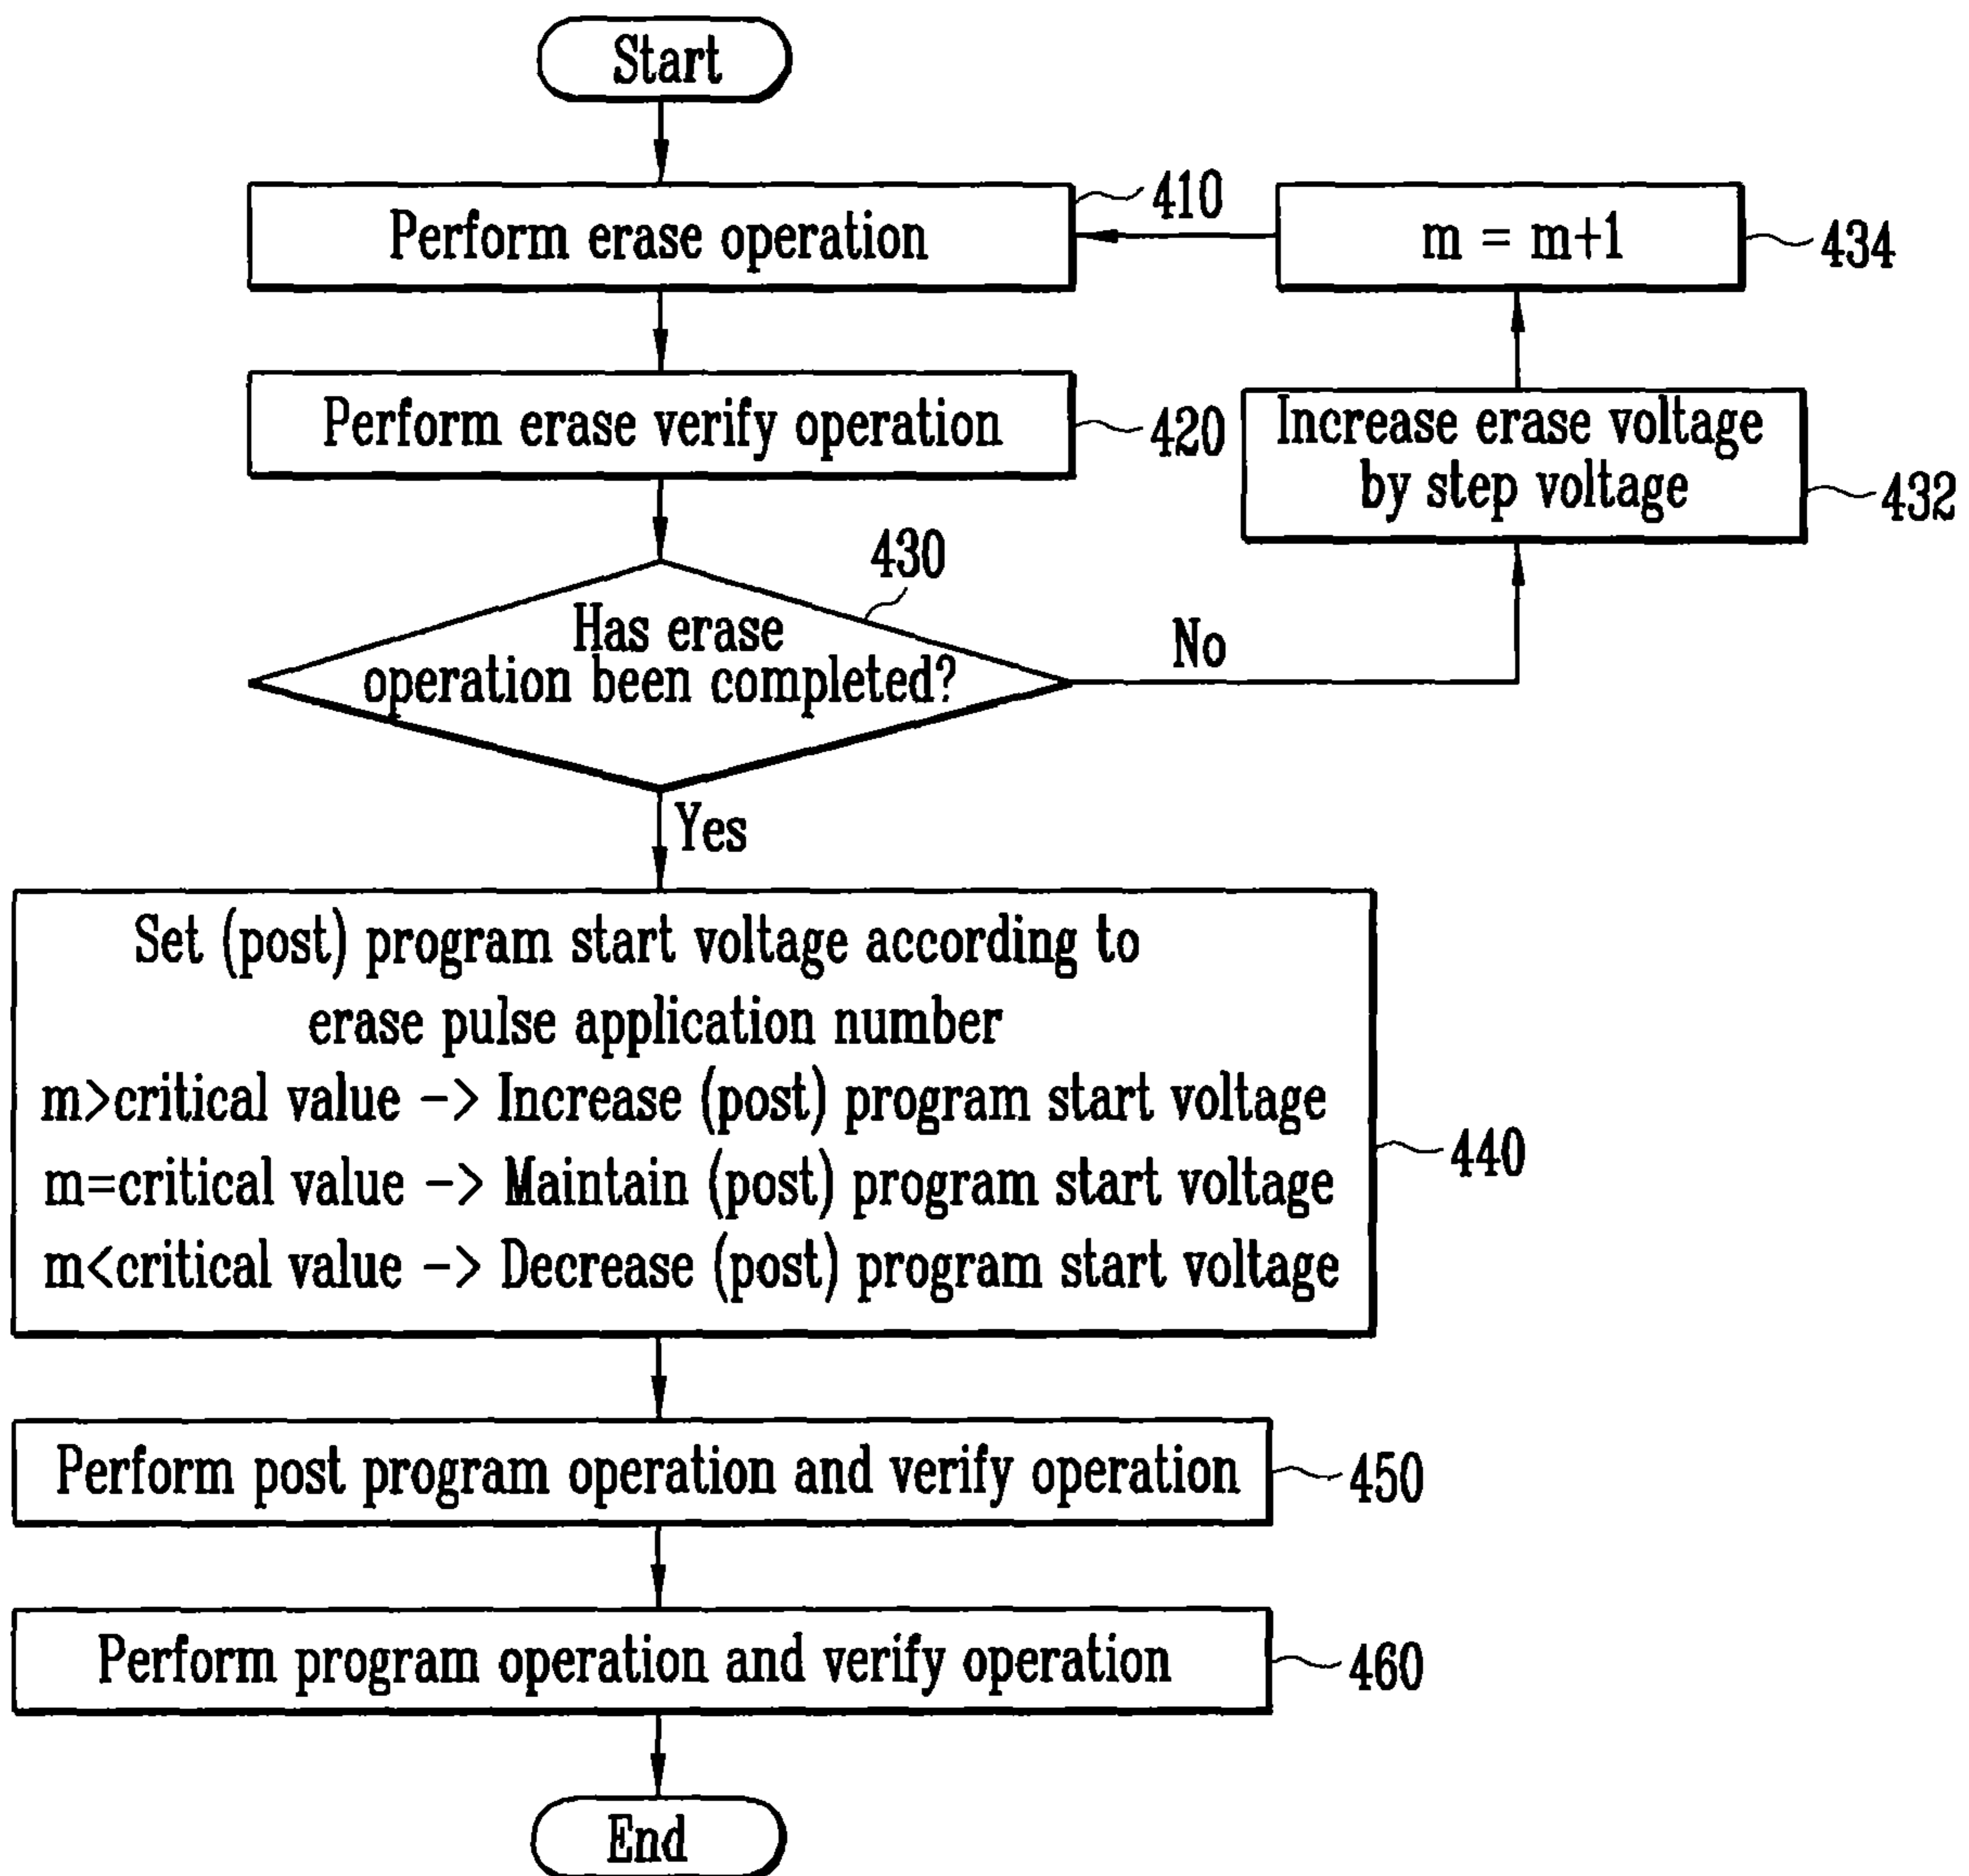 Start
Perform erase operation
410
m = m+1
434
Perform erase verify operation
420
Increase erase voltage
by step voltage
432
430
Has erase
operation been completed?
No
Yes
Set (post) program start voltage according to
erase pulse application number
m>critical value -> Increase (post) program start voltage
m=critical value -> Maintain (post) program start voltage
m<critical value -> Decrease (post) program start voltage
440
Perform post program operation and verify operation
450
Perform program operation and verify operation
460
End